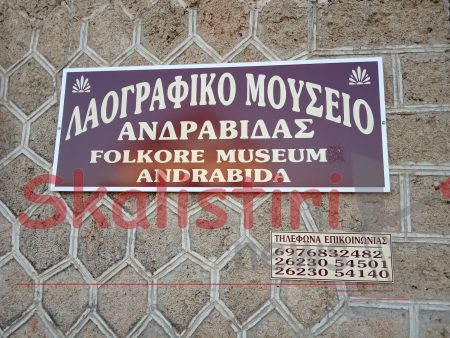 ΛΑΟΓΡΑΦΙΚΟ ΜΟΥΣΕΙΟ
ΑΝΔΡΑΒΙΔΑΣ
FOLKORE MUSEUM
ANDRABIDA
Skalistiri
ΤΗΛΕΦΩΝΑ ΕΠΙΚΟΙΝΩΝΙΑΣ
6976832482
26230 54501
26230 54140